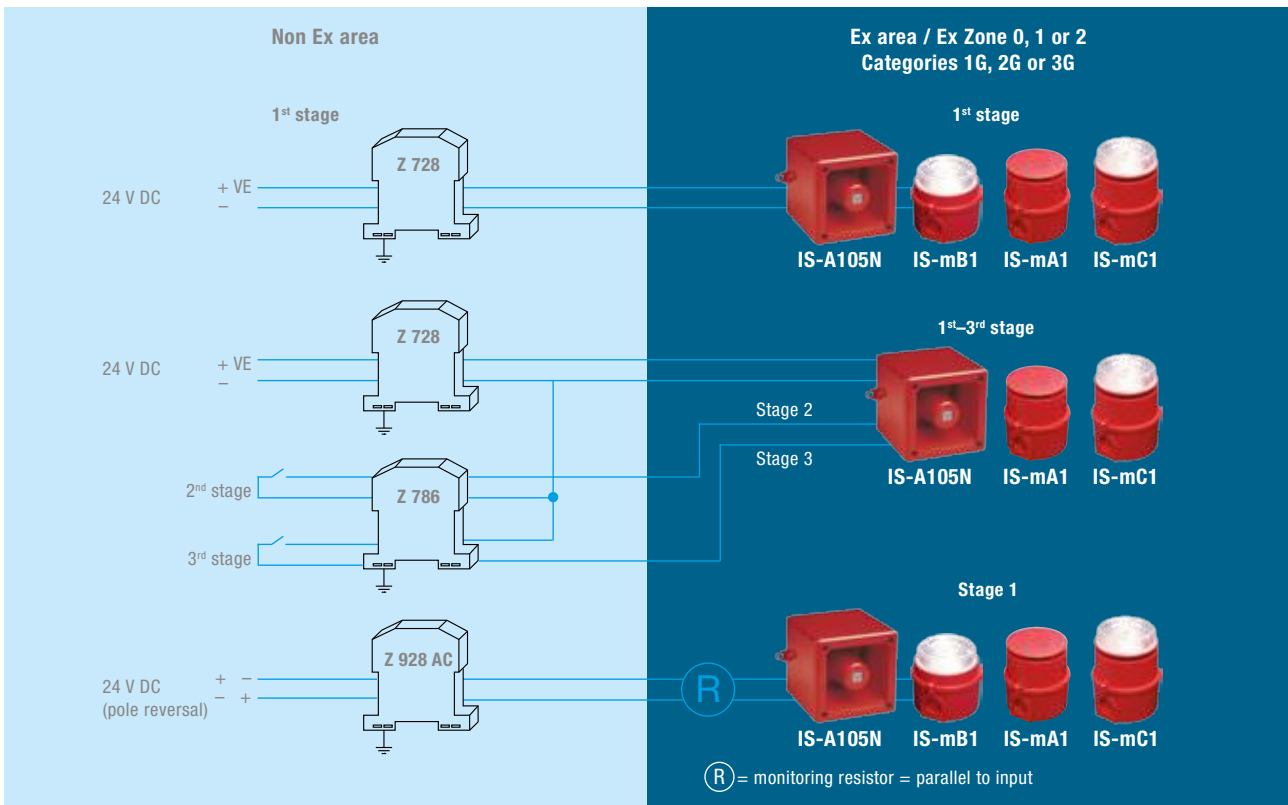 Non Ex area
Ex area / Ex Zone 0, 1 or 2
Categories 1G, 2G or 3G
1st stage
1st stage
Z 728
24 V DC
+ VE
–
IS-A105N IS-mB1 IS-mA1 IS-mC1
1st–3rd stage
Z 728
24 V DC
+ VE
–
Stage 2
Stage 3
IS-A105N IS-mA1 IS-mC1
2nd stage
Z 786
3rd stage
Stage 1
Z 928 AC
24 V DC
(pole reversal)
+ –
– +
R
IS-A105N IS-mB1 IS-mA1 IS-mC1
R = monitoring resistor = parallel to input